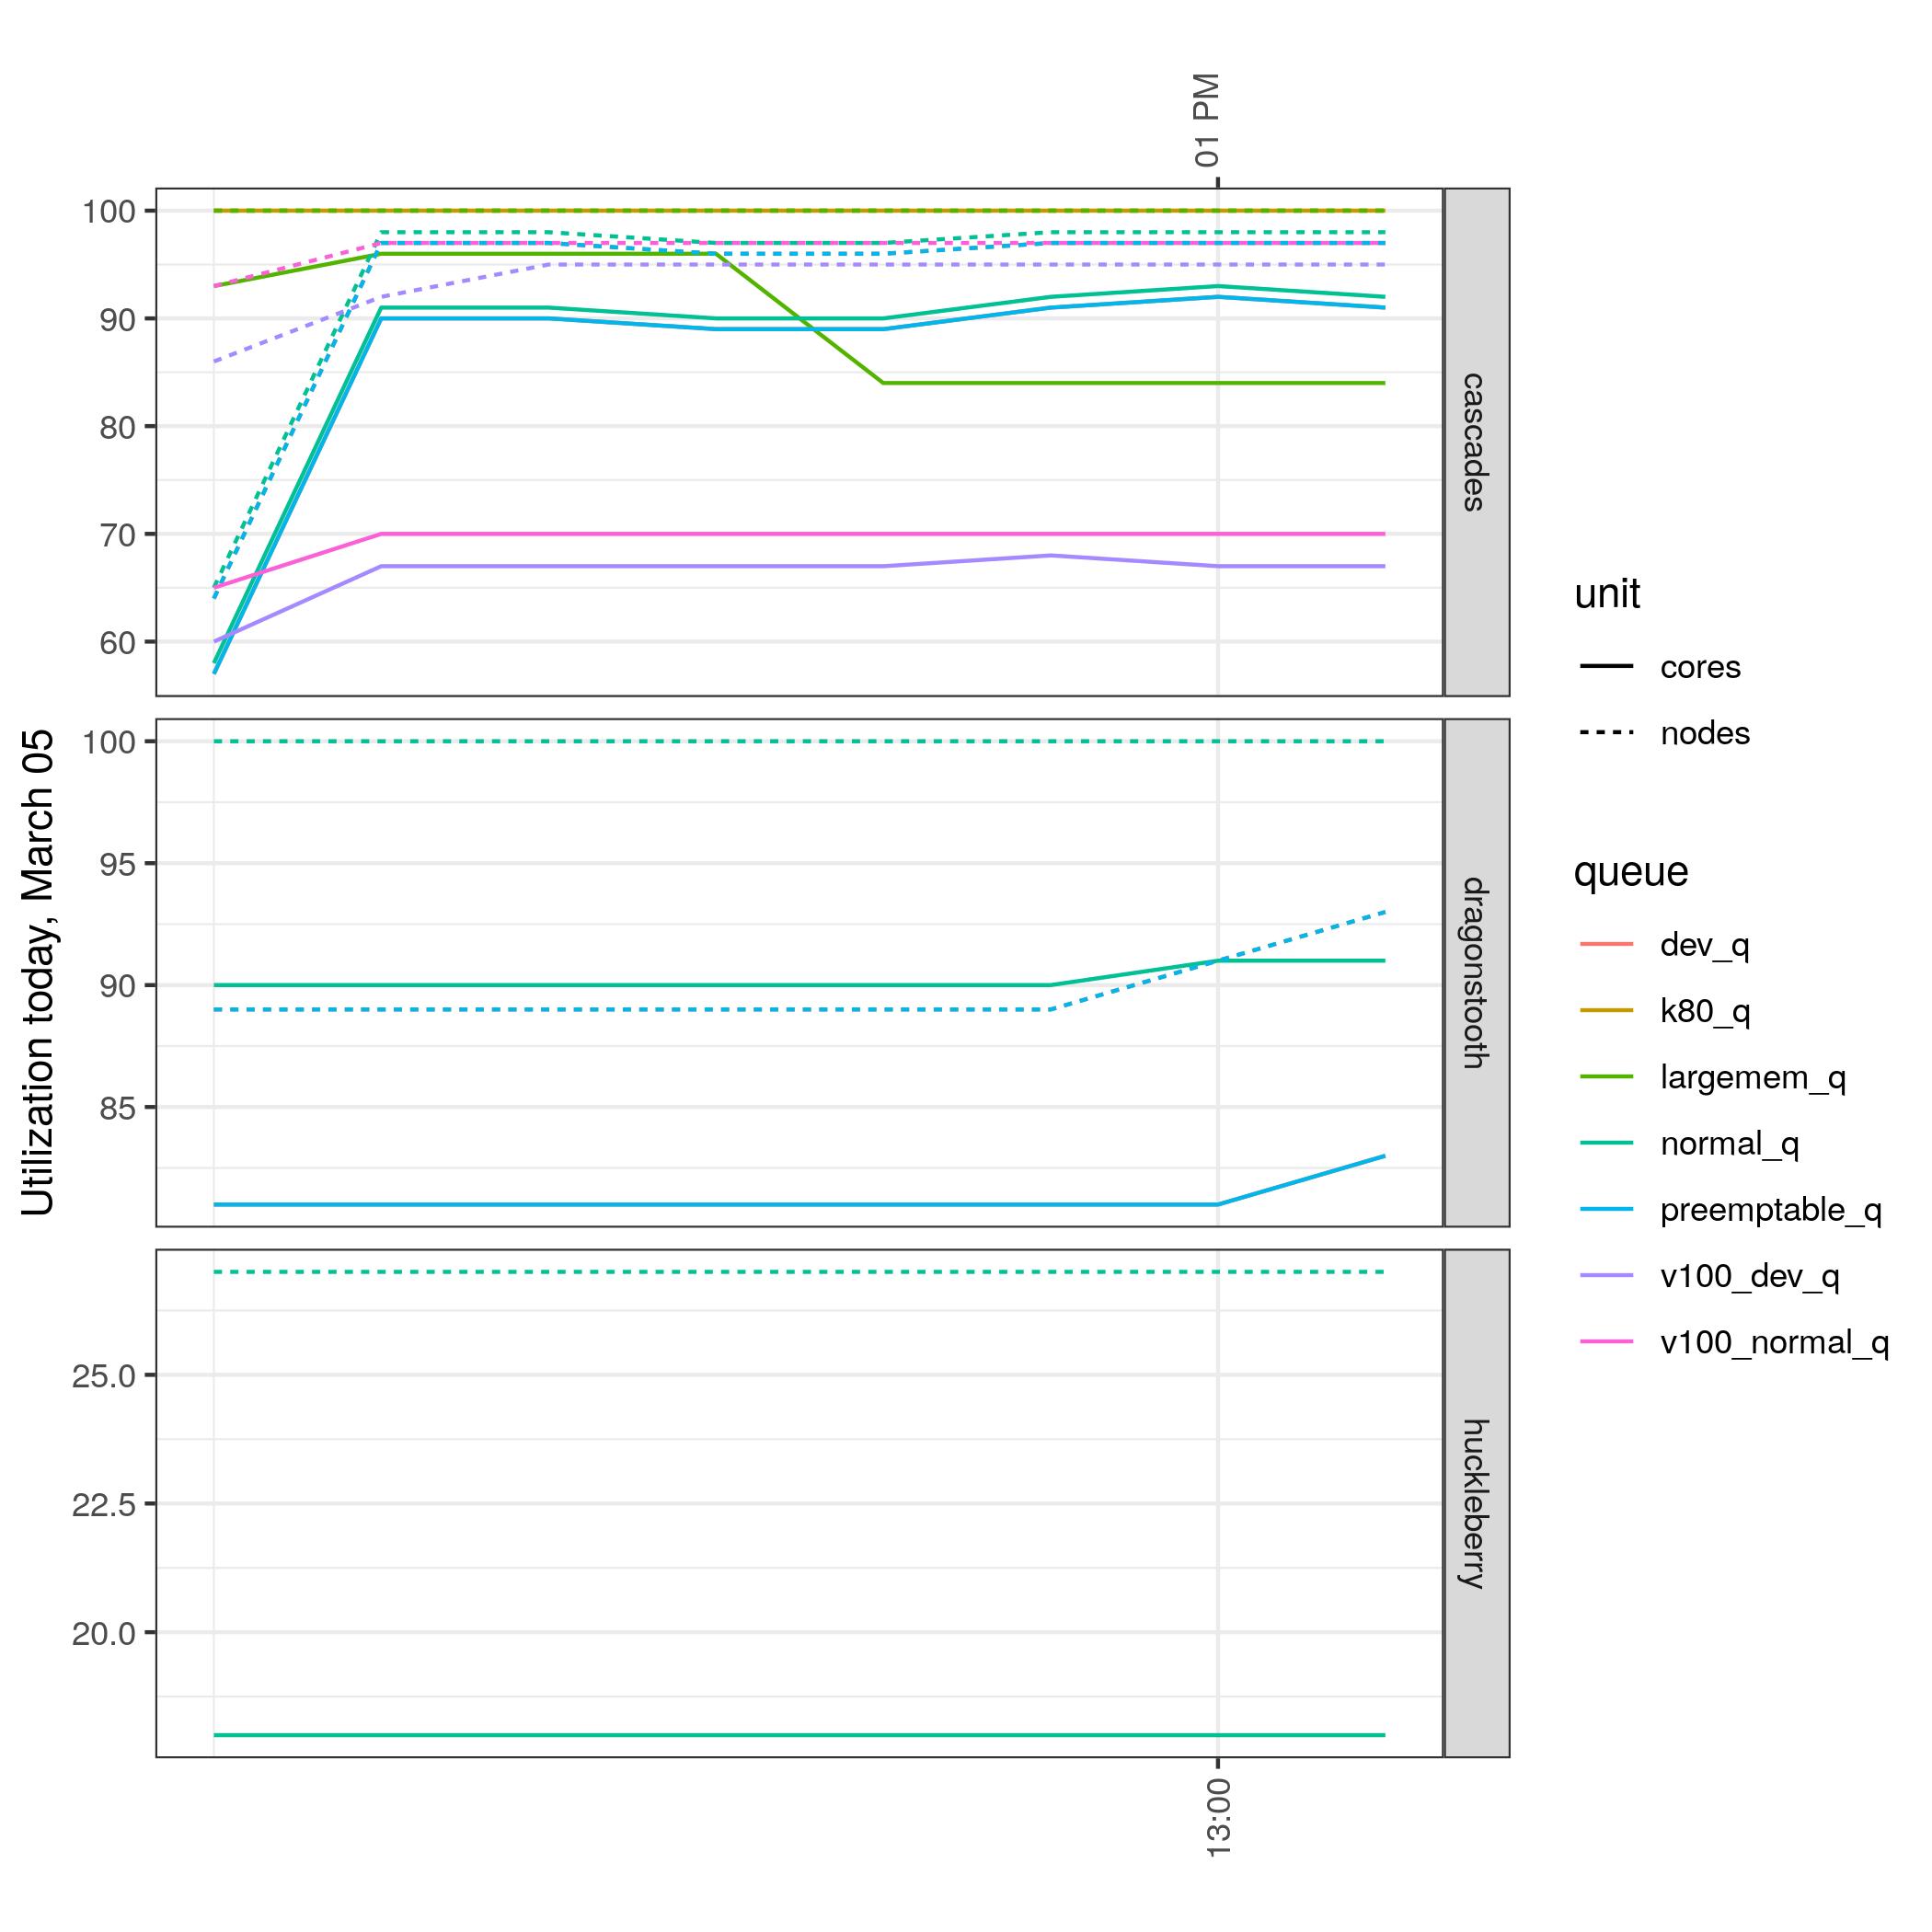 01 PM
100
90
80
70
60
cascades
Utilization today, March 05
100
95
90
85
dragonstooth
25.0
22.5
20.0
huckleberry
13:00
unit
cores
nodes
queue
dev_q
k80_q
largemem_q
normal_q
preemptable_q
v100_dev_q
v100_normal_q